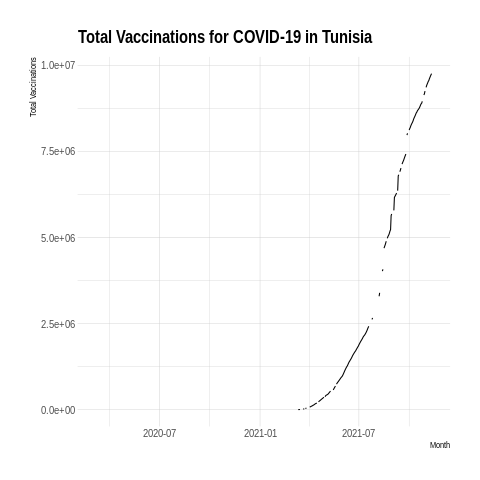 Total Vaccinations for COVID-19 in Tunisia
Total Vaccinations
1.0e+07
7.5e+06
5.0e+06
2.5e+06
0.0e+00
2020-07 2021-01 2021-07
Month